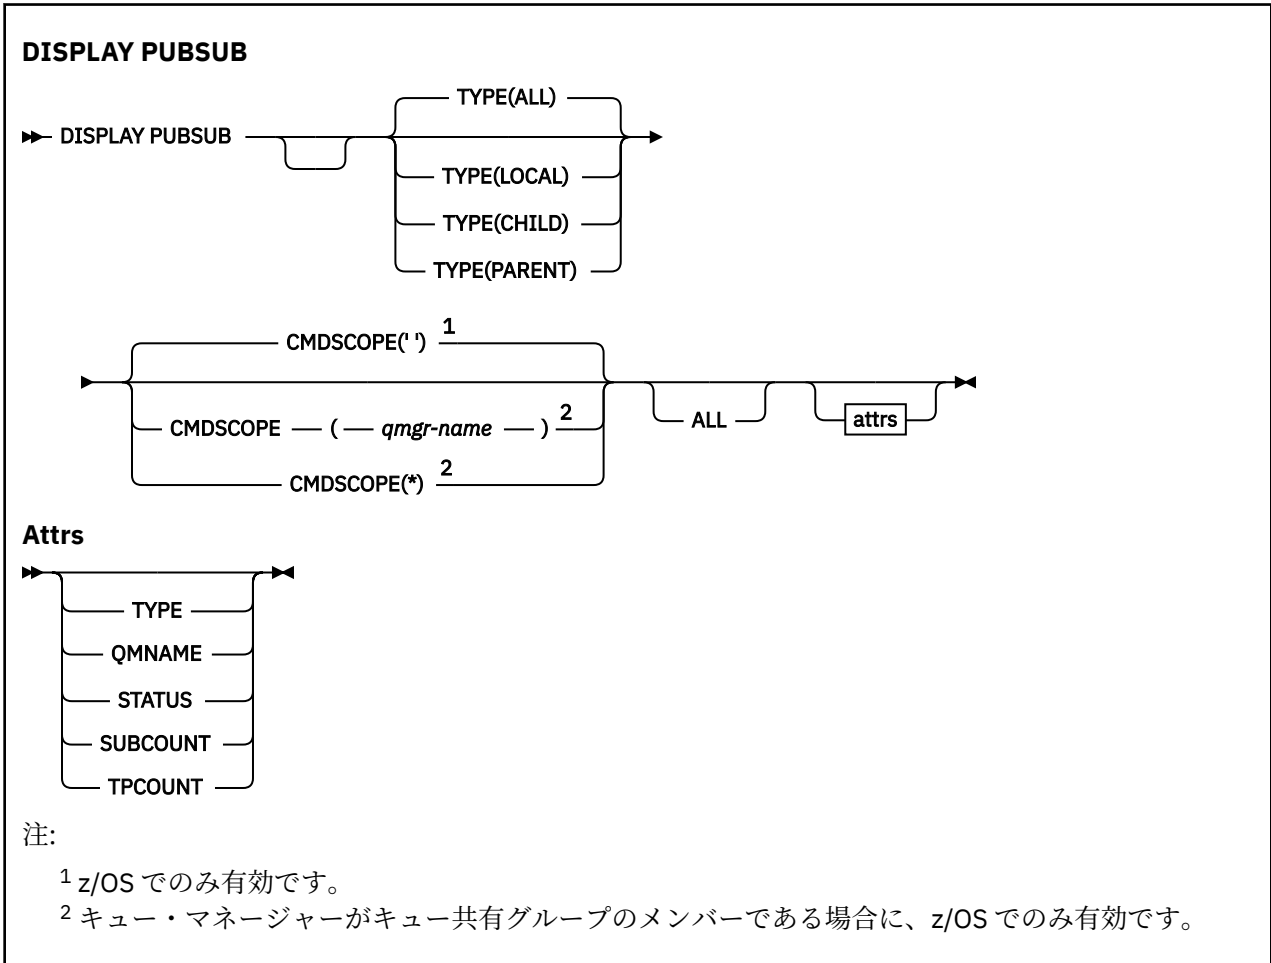 DISPLAY PUBSUB
TYPE(ALL)
DISPLAY PUBSUB
TYPE(LOCAL)
TYPE(CHILD)
TYPE(PARENT)
CMDSCOPE(' ') 1
CMDSCOPE ( qmgr-name ) 2
ALL
attrs
CMDSCOPE(*) 2
Attrs
TYPE
QMNAME
STATUS
SUBCOUNT
TPCOUNT
注:
1 z/OS でのみ有効です。
2 キュー・マネージャーがキュー共有グループのメンバーである場合に、z/OS でのみ有効です。